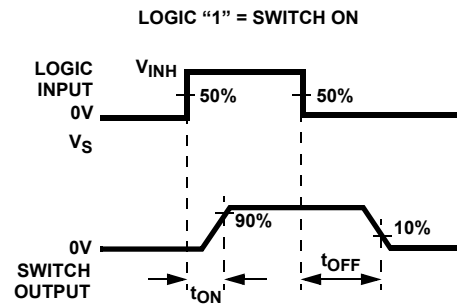 LOGIC “1” = SWITCH ON
LOGIC
INPUT
VINH
50%
50%
0V
VS
90%
10%
0V
SWITCH
OUTPUT
tON
tOFF